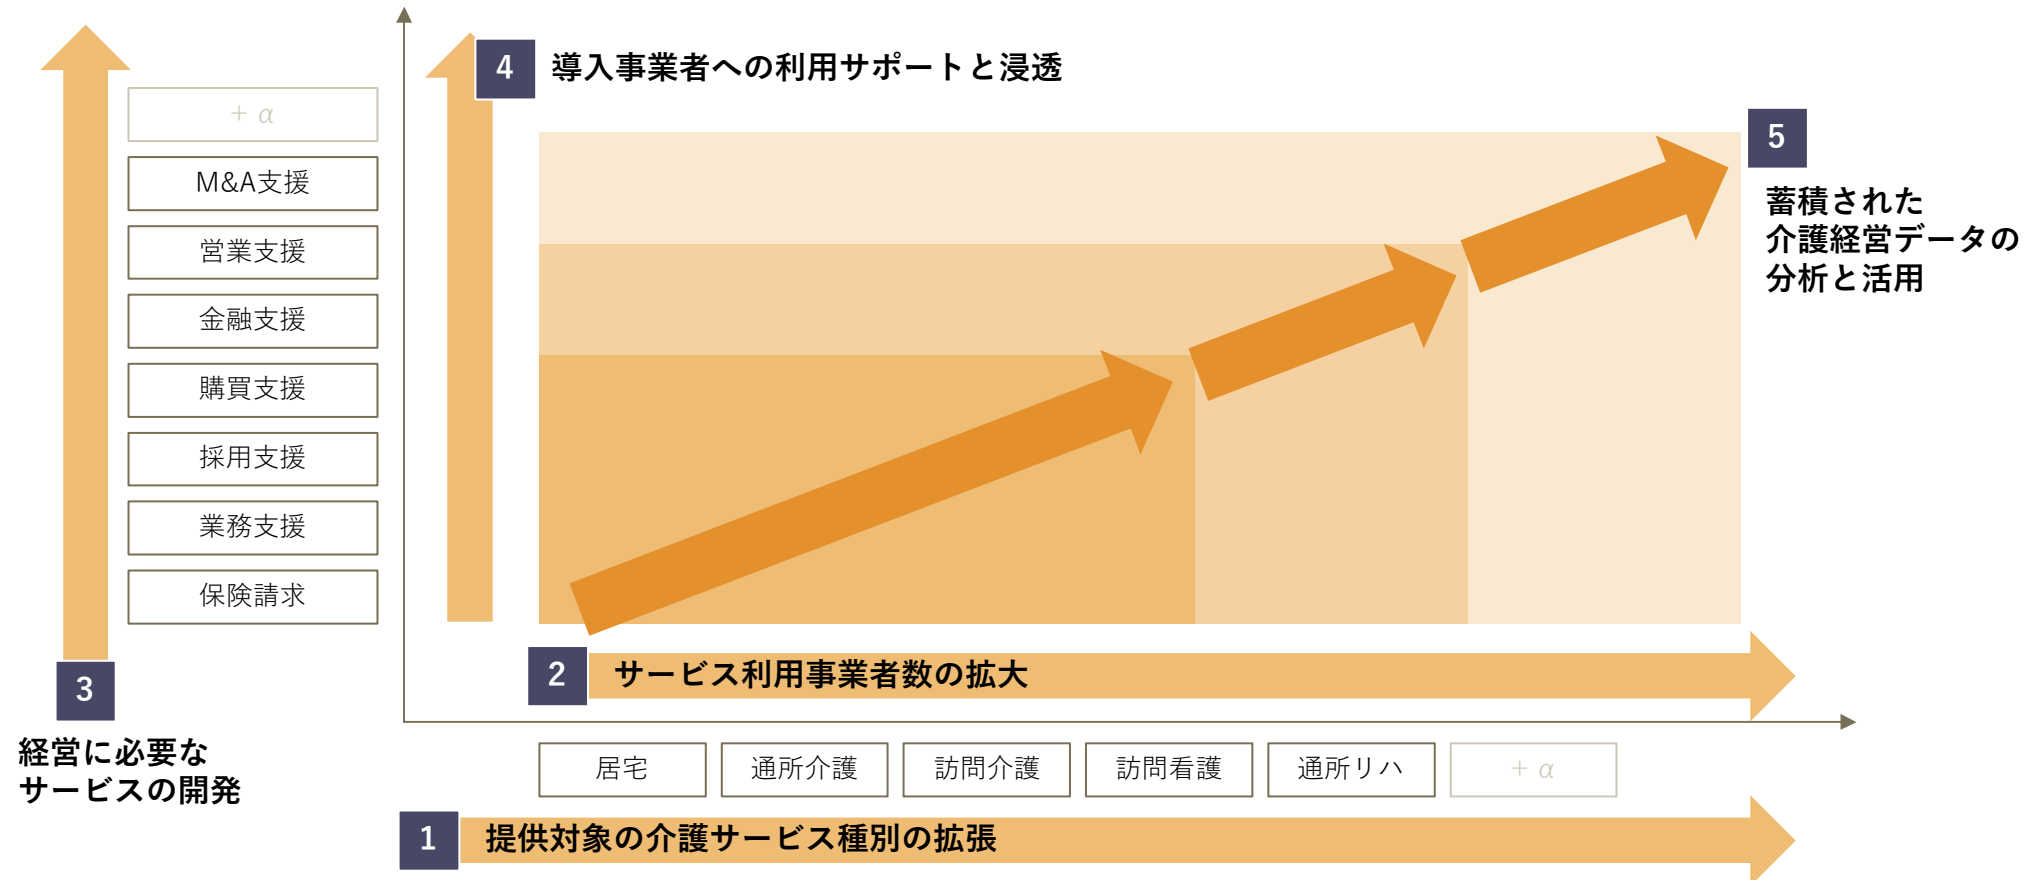 4
導入事業者への利用サポートと浸透
5
蓄積された
介護経営データの
分析と活用
+ α
M&A支援
営業支援
金融支援
購買支援
採用支援
業務支援
保険請求
3
経営に必要な
サービスの開発
2
サービス利用事業者数の拡大
居宅
通所介護
訪問介護
訪問看護
通所リハ
+ α
1
提供対象の介護サービス種別の拡張